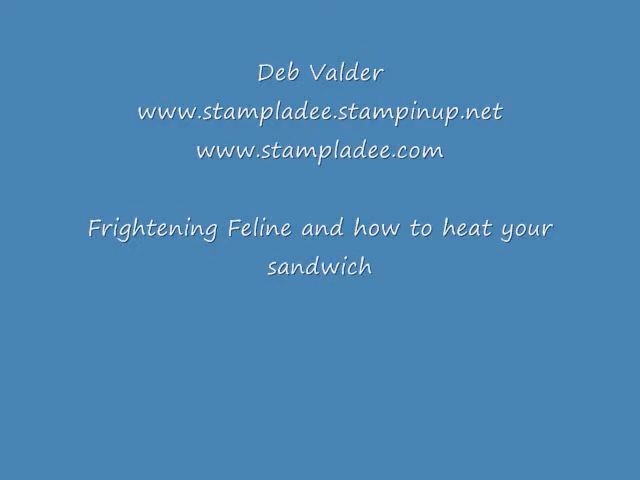 Deb Valder
www.stampladee.stampinup.net
www.stampladee.com
Frightening Feline and how to heat your
sandwich